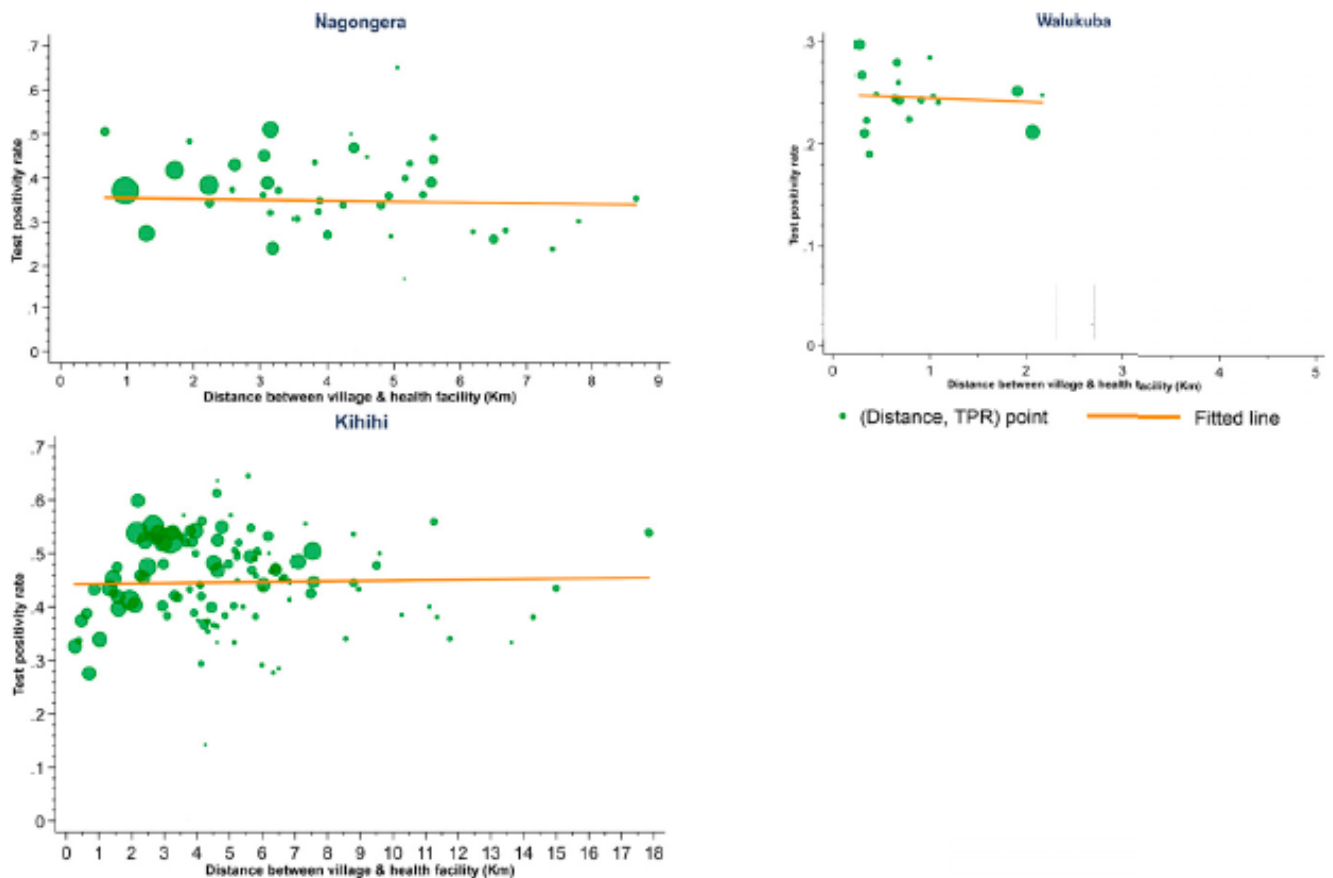 Nagongera
Test positivity rate
.7
.6
.5
.4
.3
.2
.1
0
0 1 2 3 4 5 6 7 8 9
Distance between village & health facility (Km)
Walukuba
Test positivity rate
.3
.2
.1
0
0 1 2 3 4 5
Distance between village & health facility (Km)
(Distance, TPR) point Fitted line
Kihihi
Test positivity rate
.7
.6
.5
.4
.3
.2
.1
0
0 1 2 3 4 5 6 7 8 9 10 11 12 13 14 15 16 17 18
Distance between village & health facility (Km)